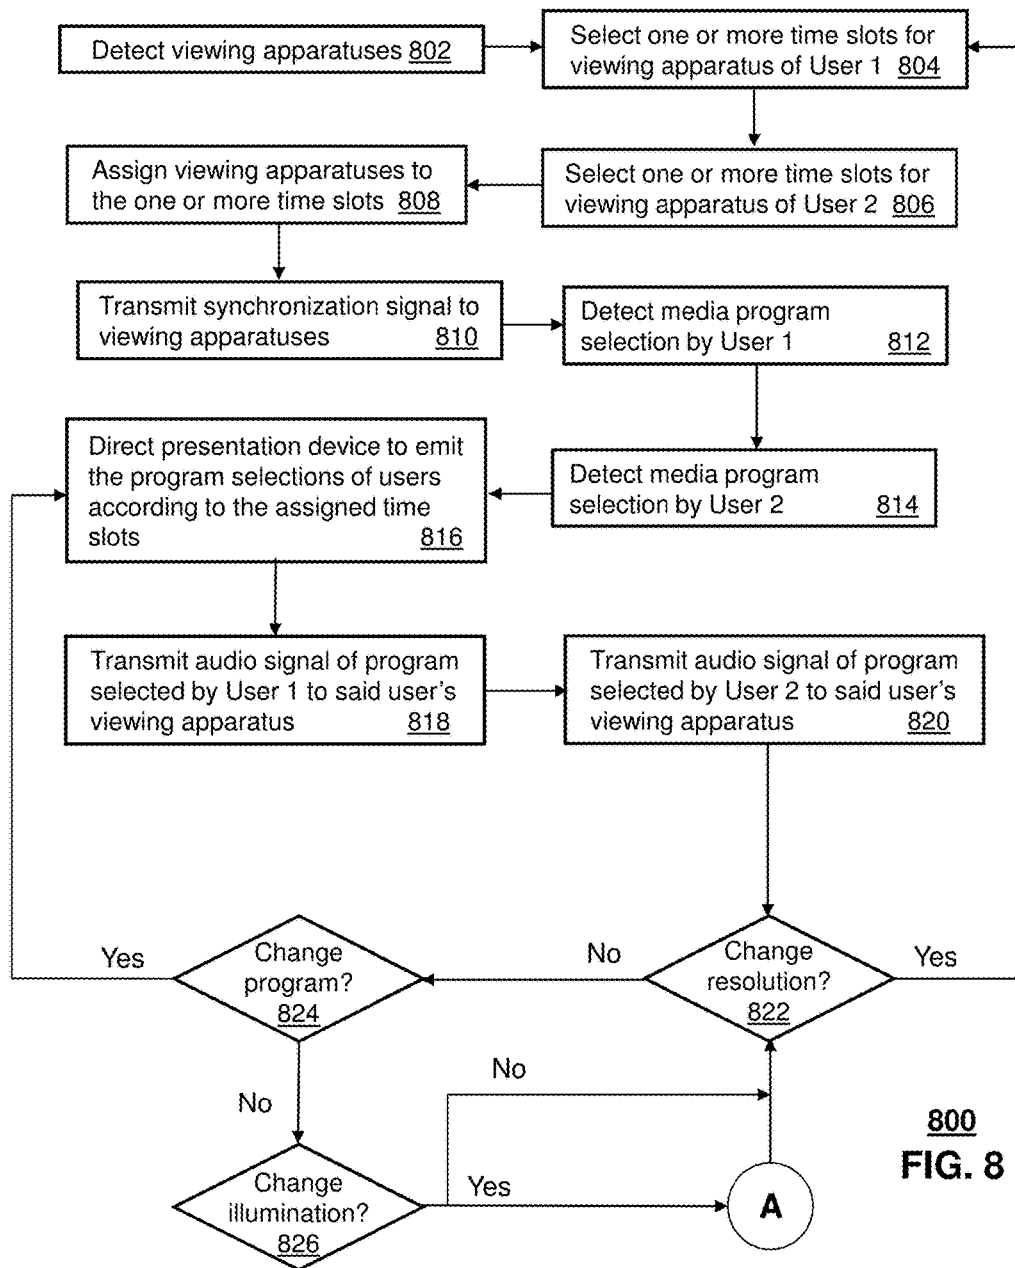 Detect viewing apparatuses 802
Select one or more time slots for
viewing apparatus of User 1 804
Assign viewing apparatuses to
the one or more time slots 808
Select one or more time slots for
viewing apparatus of User 2 806
Transmit synchronization signal to
viewing apparatuses 810
Detect media program
selection by User 1 812
Direct presentation device to emit
the program selections of users
according to the assigned time
slots 816
Detect media program
selection by User 2 814
Transmit audio signal of program
selected by User 1 to said user's
viewing apparatus 818
Transmit audio signal of program
selected by User 2 to said user's
viewing apparatus 820
Yes
Change
program?
824
No
Change
resolution?
822
Yes
No
No
Change
illumination?
826
Yes
A
800
FIG. 8